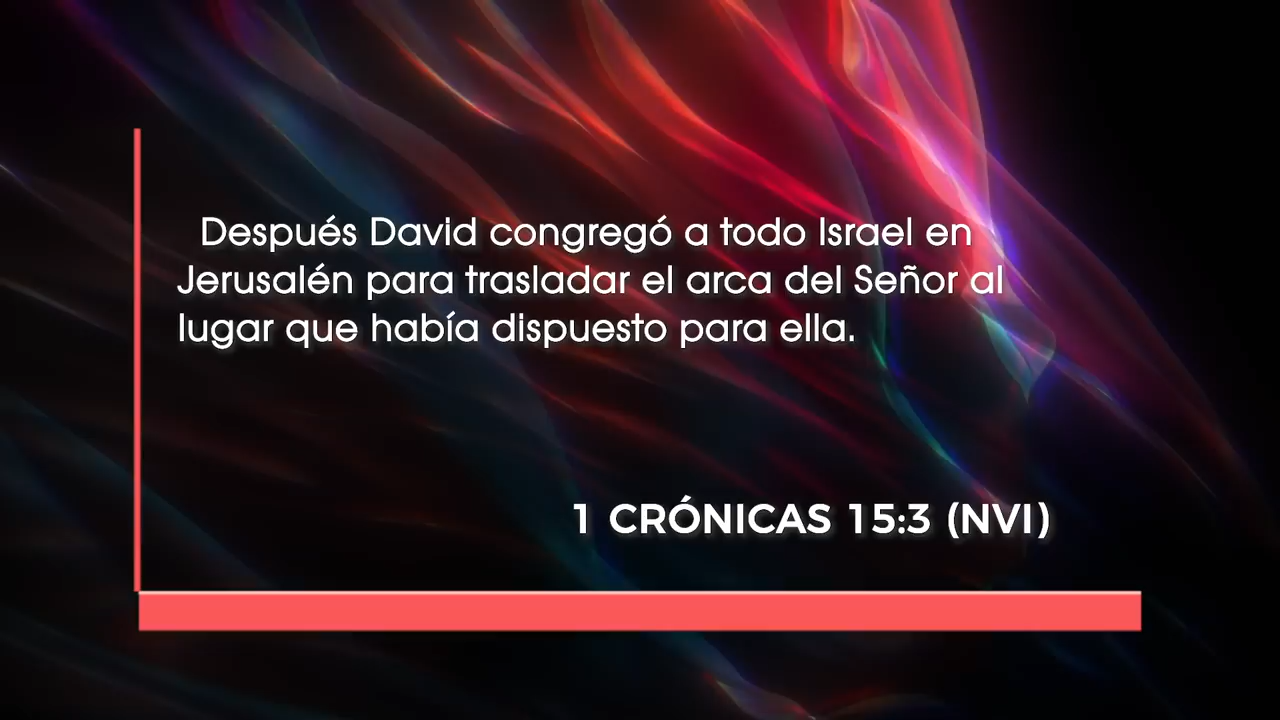 Después David congregó a todo Israel en
Jerusalén para trasladar el arca del Señor al
lugar que había dispuesto para ella.
1 CRÓNICAS 15:3 (NVI)